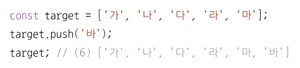 const target = ['가', '나', '다', '라', '마'];
target.push('바');
target; // (6) ['가', '나', '다', '라', '마, '바']